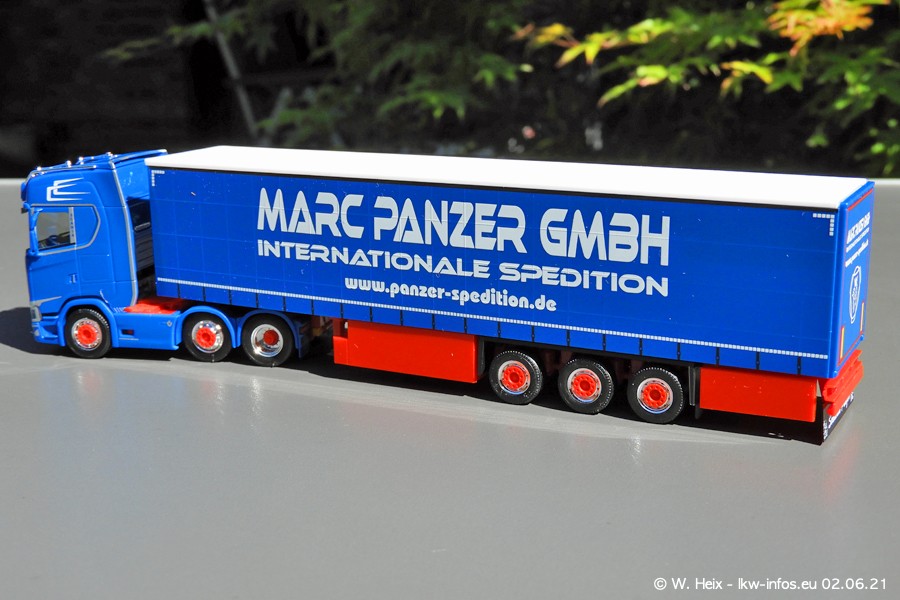 MARC PANZER GMBH
INTERNATIONALE SPEDITION
www.panzer-spedition.de
© W. Heix - lkw-infos.eu 02.06.21